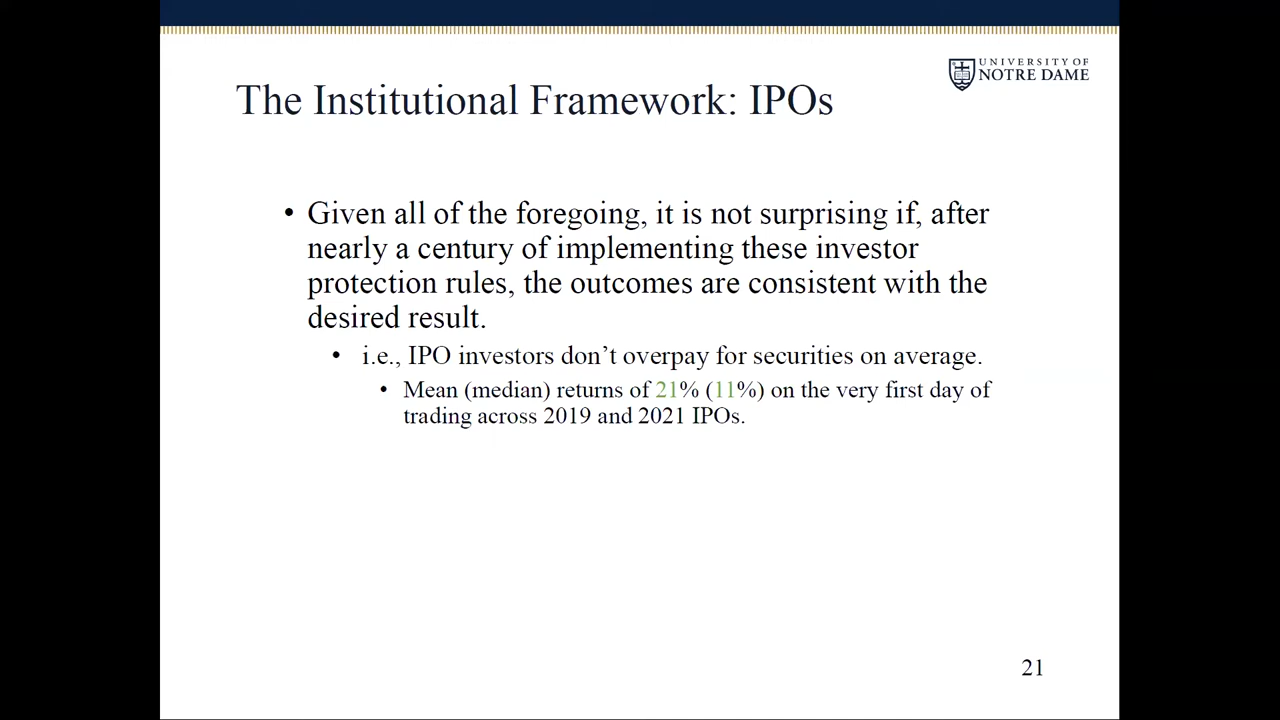 UNIVERSITY OF
NOTRE DAME
The Institutional Framework: IPOs
• Given all of the foregoing, it is not surprising if, after
nearly a century of implementing these investor
protection rules, the outcomes are consistent with the
desired result.
• i.e., IPO investors don’t overpay for securities on average.
• Mean (median) returns of 21% (11%) on the very first day of
trading across 2019 and 2021 IPOs.
21